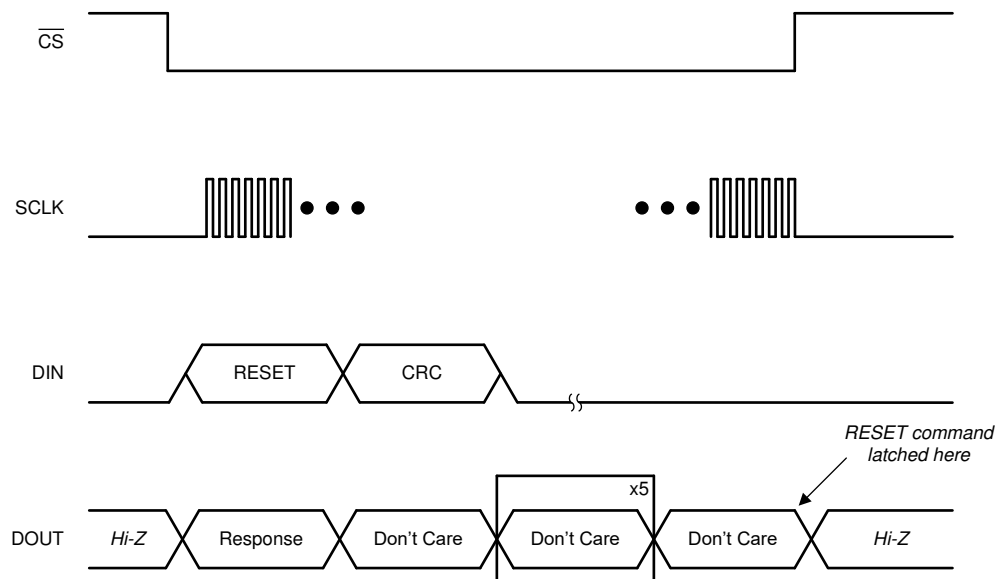 CS
SCLK
DIN
RESET
CRC
RESET command
latched here
x5
DOUT
Hi-Z
Response
Don't Care
Don't Care
Don't Care
Hi-Z